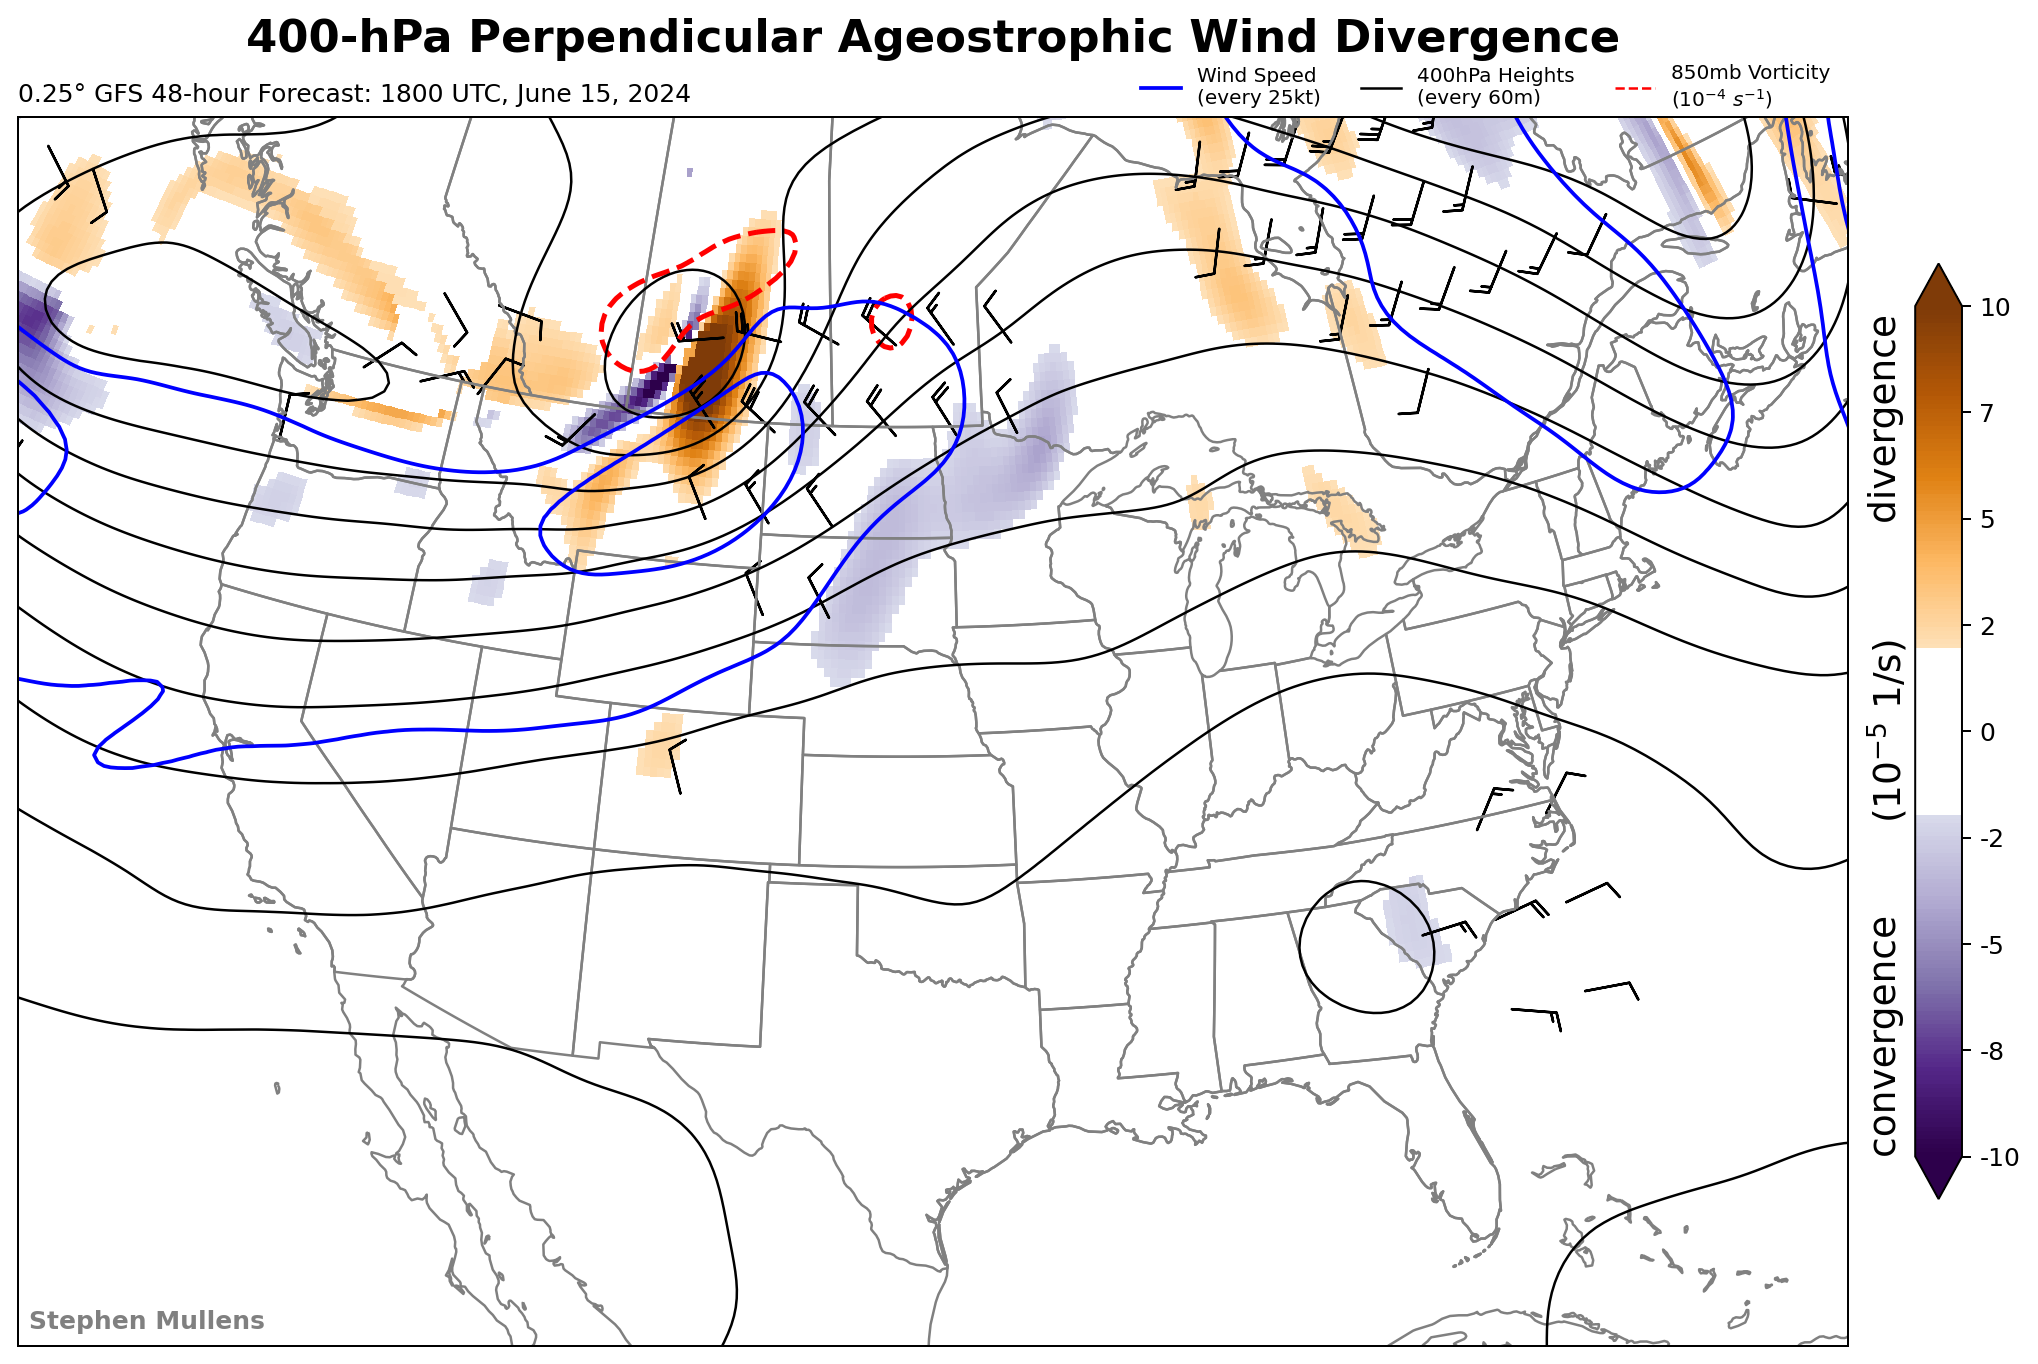 400-hPa Perpendicular Ageostrophic Wind Divergence
0.25° GFS 48-hour Forecast: 1800 UTC, June 15, 2024
Wind Speed
(every 25kt)
400hPa Heights
(every 60m)
850mb Vorticity
(10⁻⁴ s⁻¹)
10
7
5
2
0
-2
-5
-8
-10
convergence (10⁻⁵ 1/s) divergence
Stephen Mullens